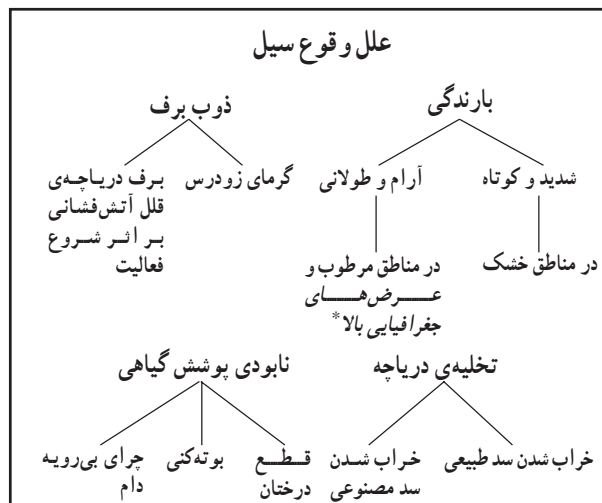 علل وقوع سیل
بارندگی
ذوب برف
شدید و کوتاه
آرام و طولانی
گرمای زودرس
برف دریاچه‌ی
قلل آتش‌فشانی
بر اثر شروع
فعالیت
در مناطق خشک
در مناطق مرطوب و
عرض‌های
جغرافیایی بالا*
تخلیه‌ی دریاچه
نابودی پوشش گیاهی
خراب شدن سد طبیعی
خراب شدن
سد مصنوعی
قطع
درختان
بوته‌کنی
چرای بی‌رویه
دام